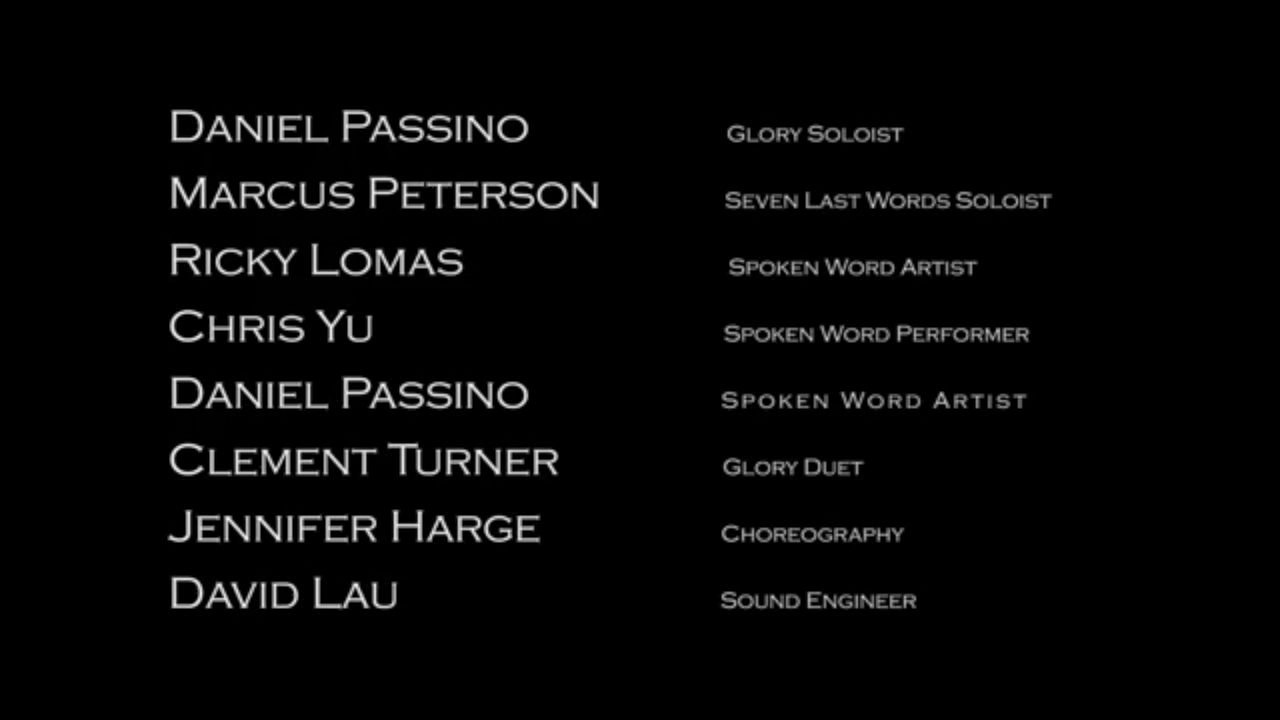 Daniel Passino Glory Soloist
Marcus Peterson Seven Last Words Soloist
Ricky Lomas Spoken Word Artist
Chris Yu Spoken Word Performer
Daniel Passino Spoken Word Artist
Clement Turner Glory Duet
Jennifer Harge Choreography
David Lau Sound Engineer